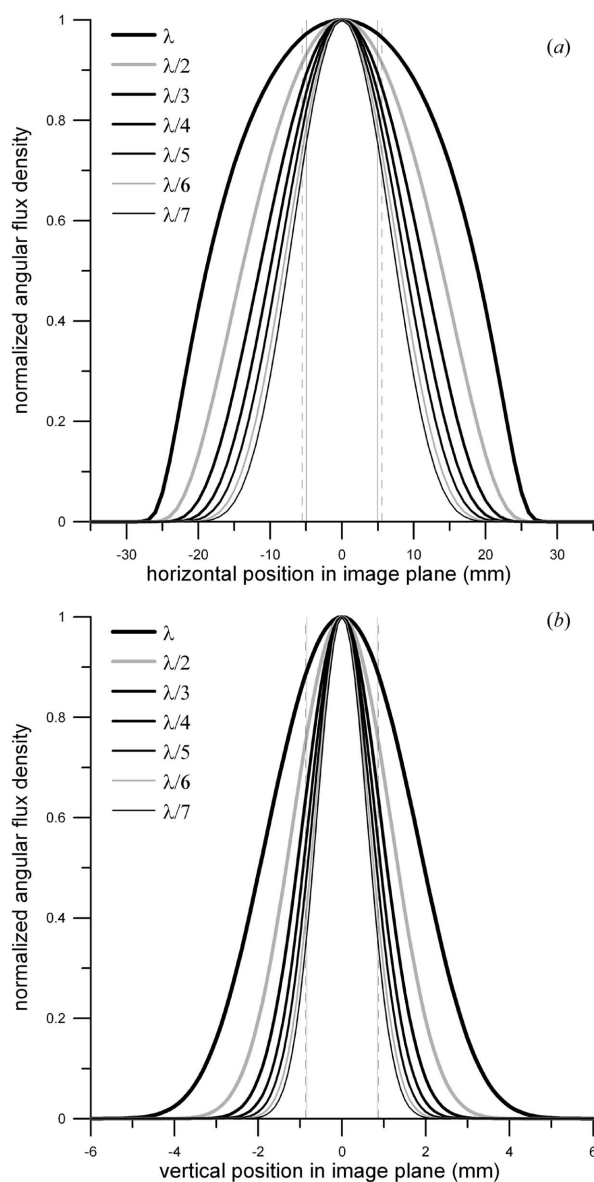 (a)
λ
λ/2
λ/3
λ/4
λ/5
λ/6
λ/7
normalized angular flux density
1
0.8
0.6
0.4
0.2
0
-30 -20 -10 0 10 20 30
horizontal position in image plane (mm)
(b)
λ
λ/2
λ/3
λ/4
λ/5
λ/6
λ/7
normalized angular flux density
1
0.8
0.6
0.4
0.2
0
-6 -4 -2 0 2 4 6
vertical position in image plane (mm)